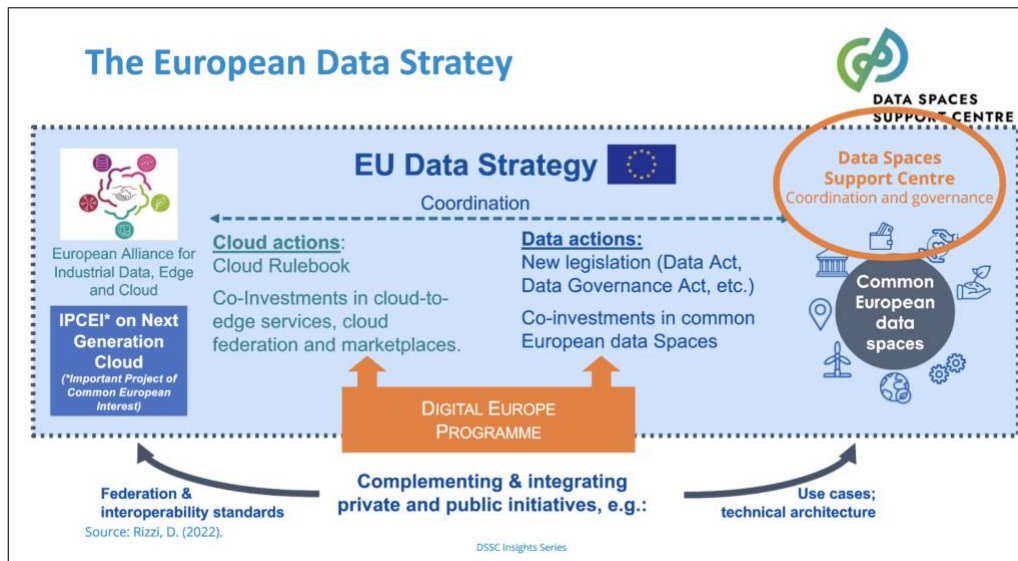 The European Data Stratey
DATA SPACES
SUPPORT CENTRE
EU Data Strategy
Data Spaces
Support Centre
Coordination and governance
Coordination
European Alliance for
Industrial Data, Edge
and Cloud
IPCEI* on Next
Generation
Cloud
(*Important Project of
Common European
Interest)
Cloud actions:
Cloud Rulebook
Co-Investments in cloud-to-
edge services, cloud
federation and marketplaces.
Data actions:
New legislation (Data Act,
Data Governance Act, etc.)
Co-investments in common
European data Spaces
Common
European
data
spaces
DIGITAL EUROPE
PROGRAMME
Federation &
interoperability standards
Complementing & integrating
private and public initiatives, e.g.:
Use cases;
technical architecture
Source: Rizzi, D. (2022).
DSSC Insights Series